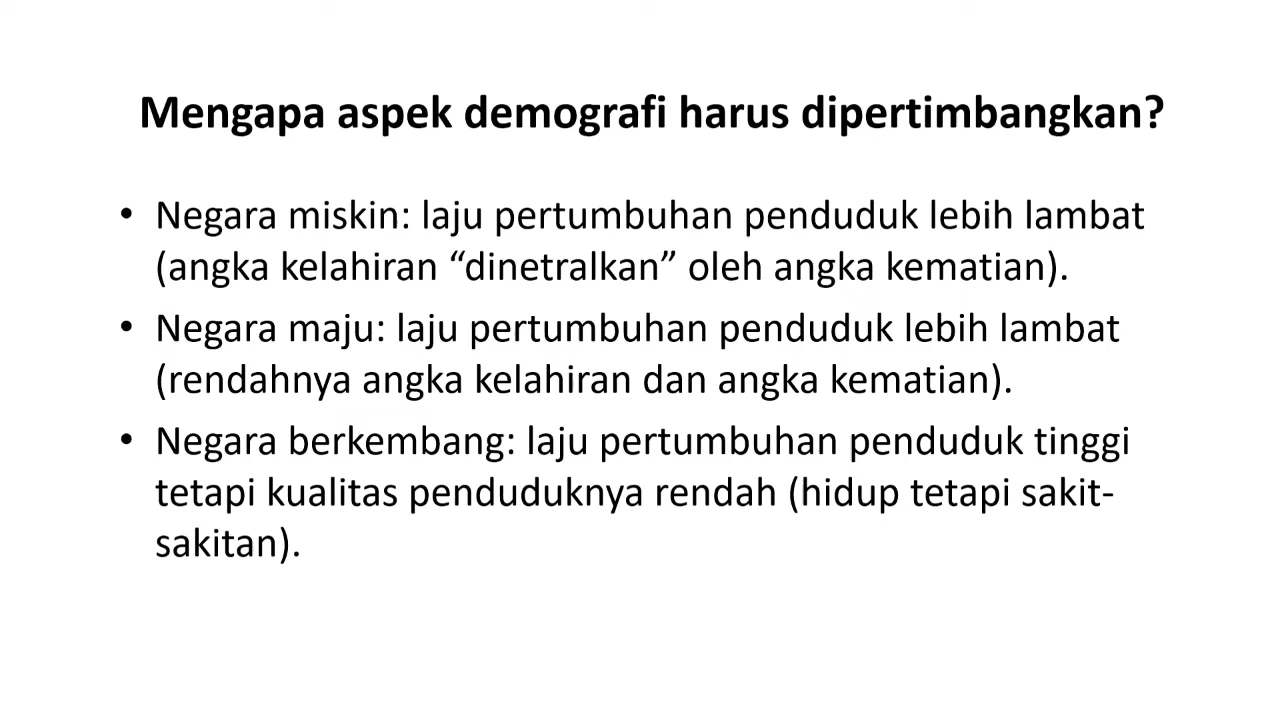 Mengapa aspek demografi harus dipertimbangkan?
• Negara miskin: laju pertumbuhan penduduk lebih lambat
(angka kelahiran “dinetralkan” oleh angka kematian).
• Negara maju: laju pertumbuhan penduduk lebih lambat
(rendahnya angka kelahiran dan angka kematian).
• Negara berkembang: laju pertumbuhan penduduk tinggi
tetapi kualitas penduduknya rendah (hidup tetapi sakit-
sakitan).